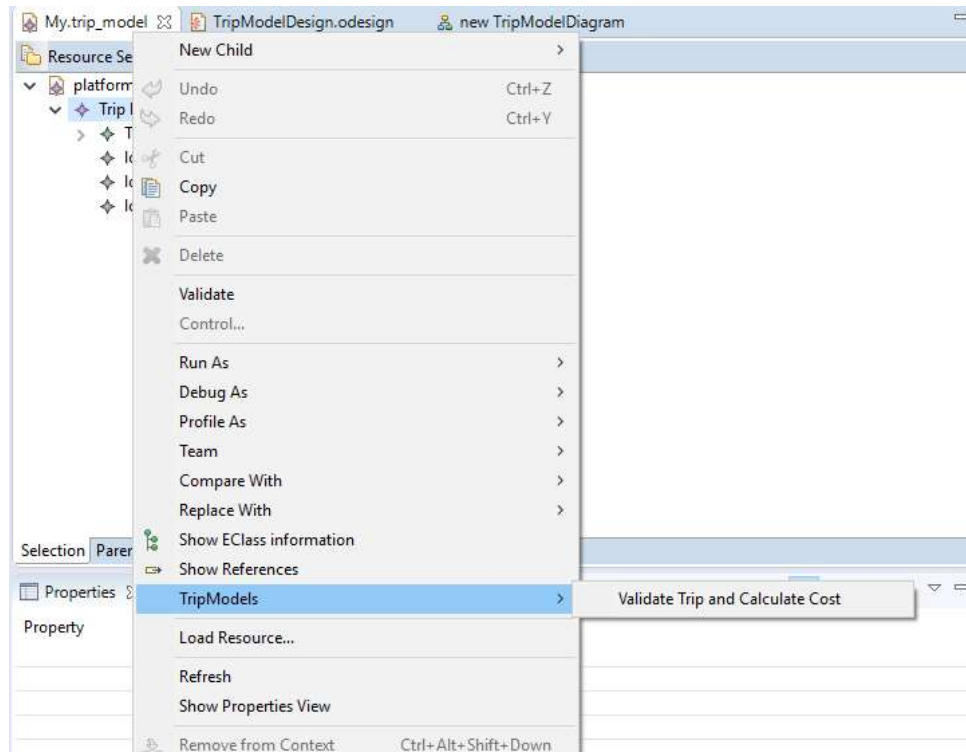 My.trip_model TripModelDesign.odesign new TripModelDiagram
Resource Se
New Child
platform
Undo Ctrl+Z
Trip
Redo Ctrl+Y
T
Cut
Copy
Paste
Delete
Validate
Control...
Run As
Debug As
Profile As
Team
Compare With
Replace With
Show EClass information
Selection Parer
Show References
Properties
TripModels Validate Trip and Calculate Cost
Property
Load Resource...
Refresh
Show Properties View
Remove from Context Ctrl+Alt+Shift+Down